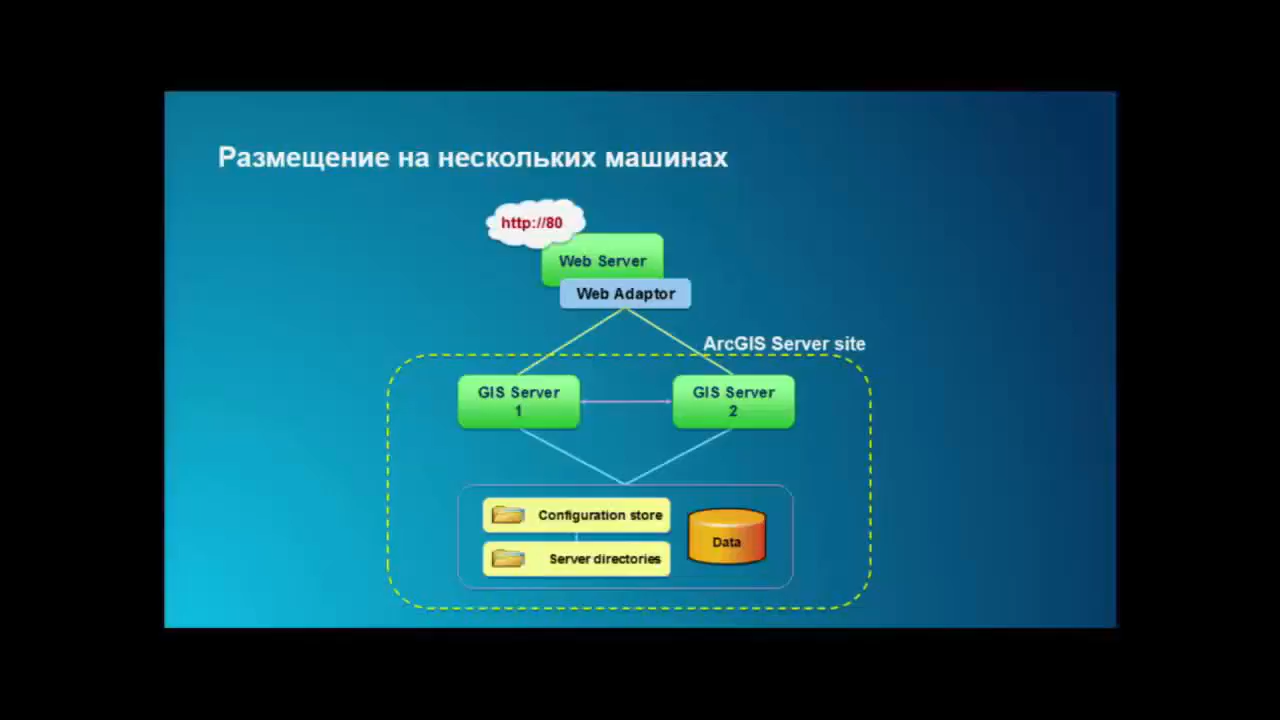 Размещение на нескольких машинах
http://80
Web Server
Web Adaptor
ArcGIS Server site
GIS Server
1
GIS Server
2
Configuration store
Data
Server directories